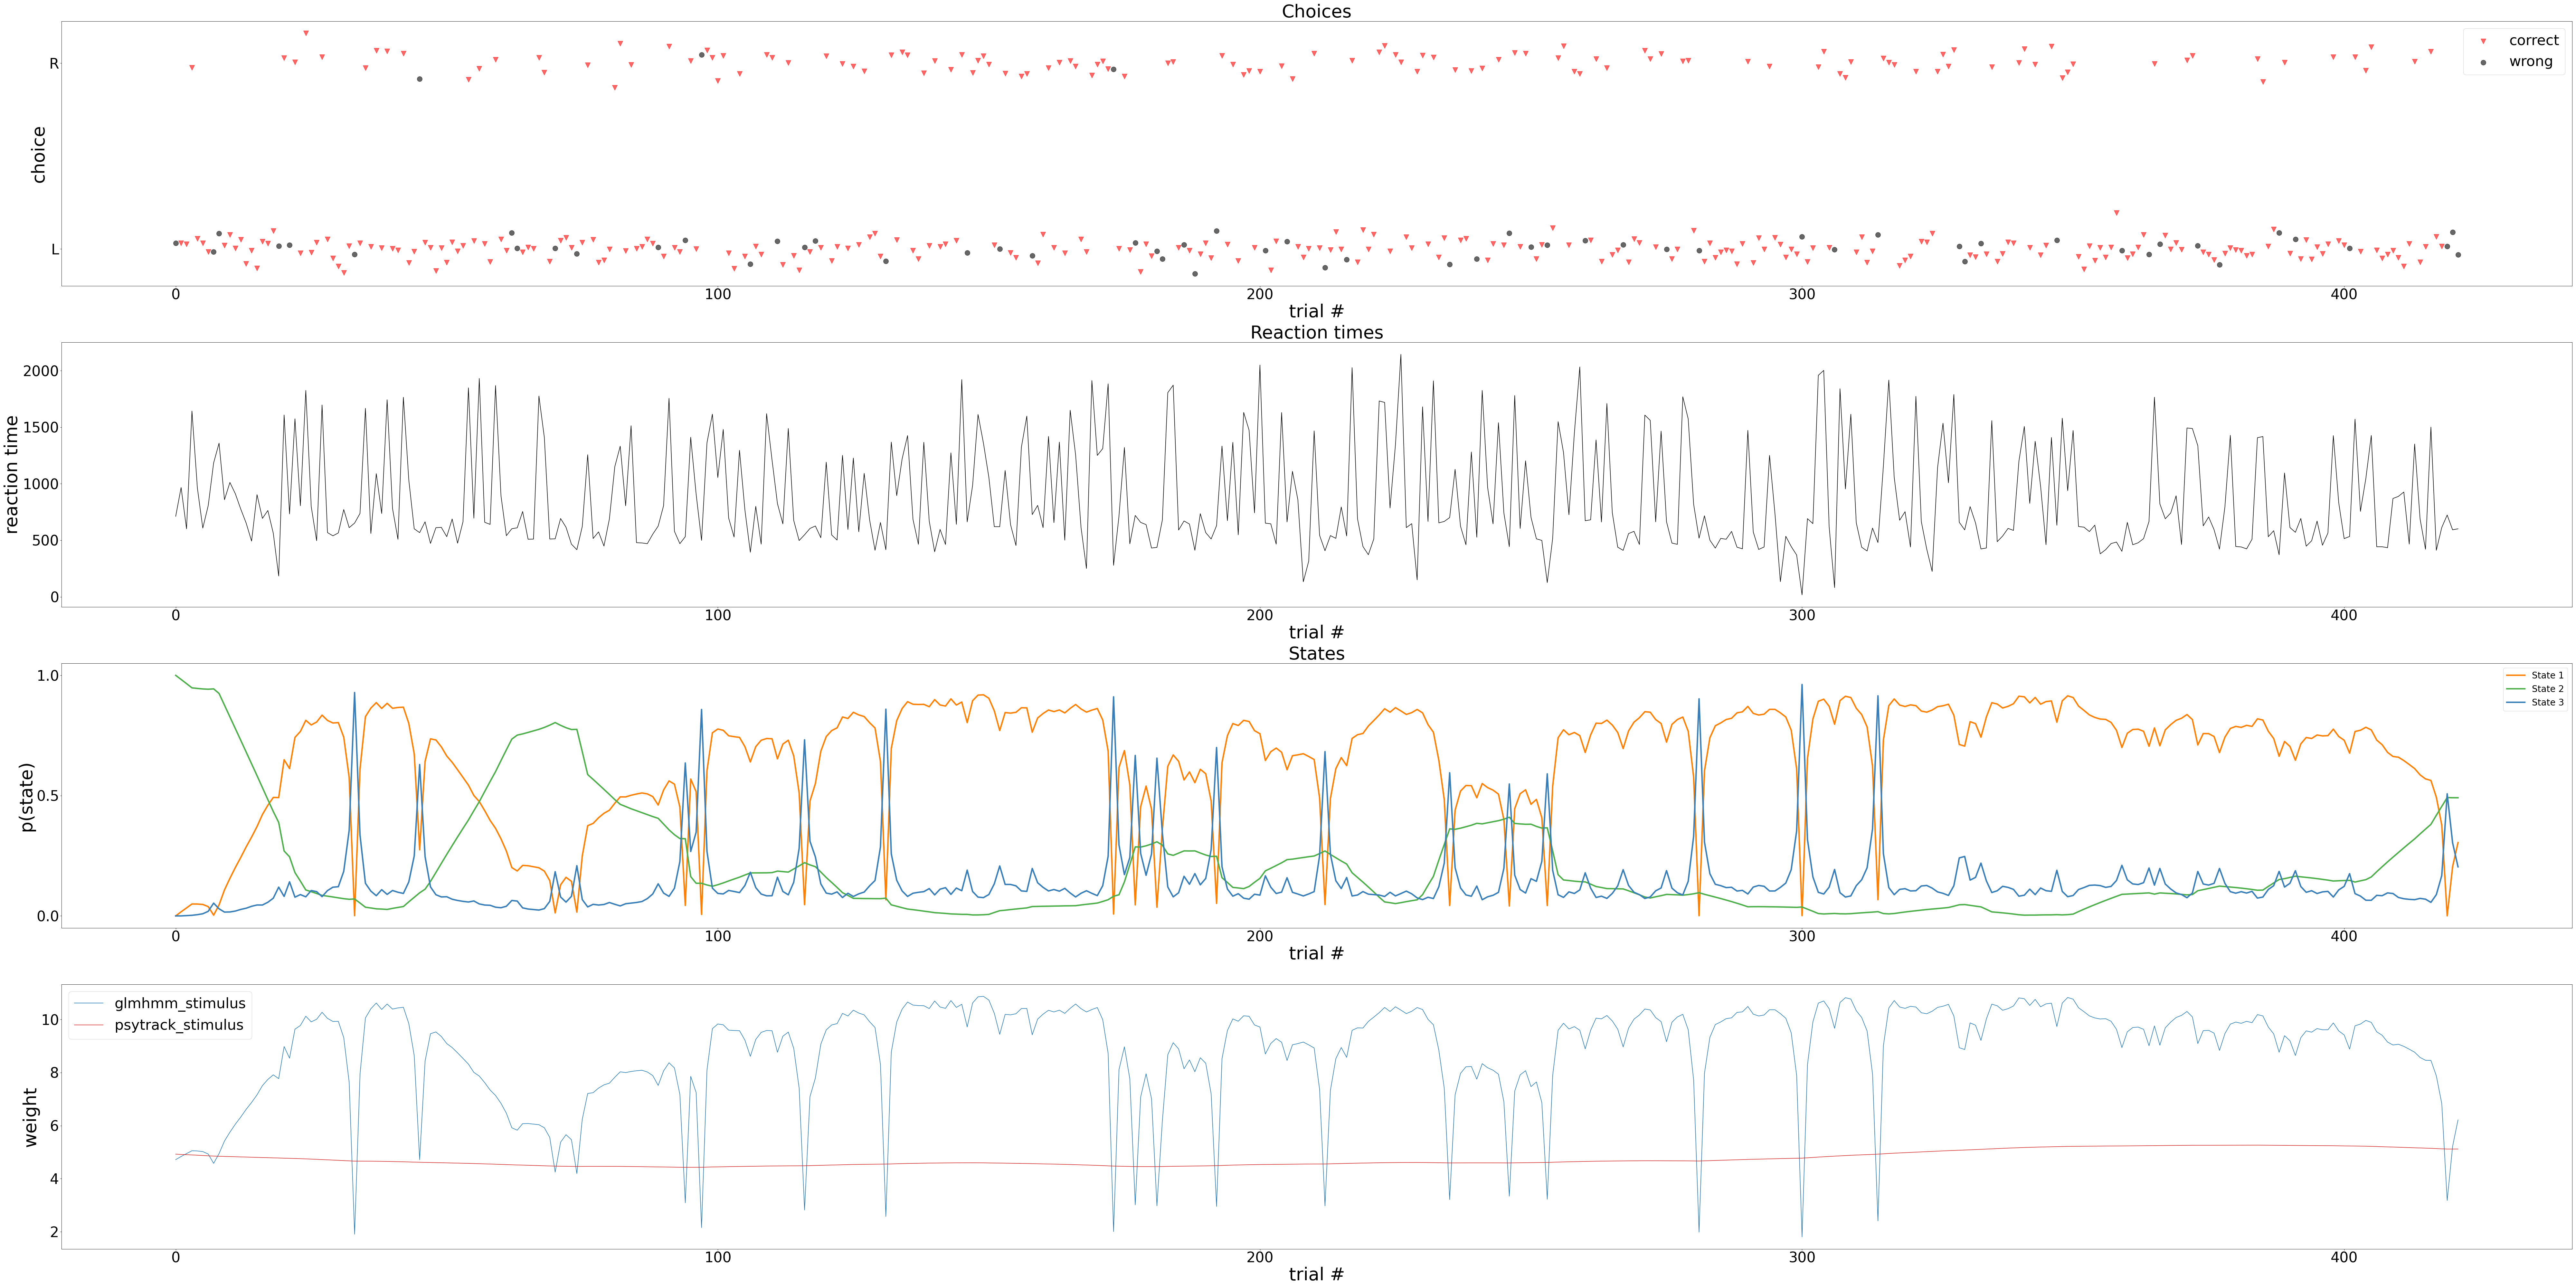 Choices
R
L
choice
correct
wrong
0 100 200 300 400
trial #
Reaction times
2000
1500
1000
500
0
reaction time
0 100 200 300 400
trial #
States
1.0
0.5
0.0
p(state)
State 1
State 2
State 3
0 100 200 300 400
trial #
10
8
6
4
2
weight
glmhmm_stimulus
psytrack_stimulus
0 100 200 300 400
trial #